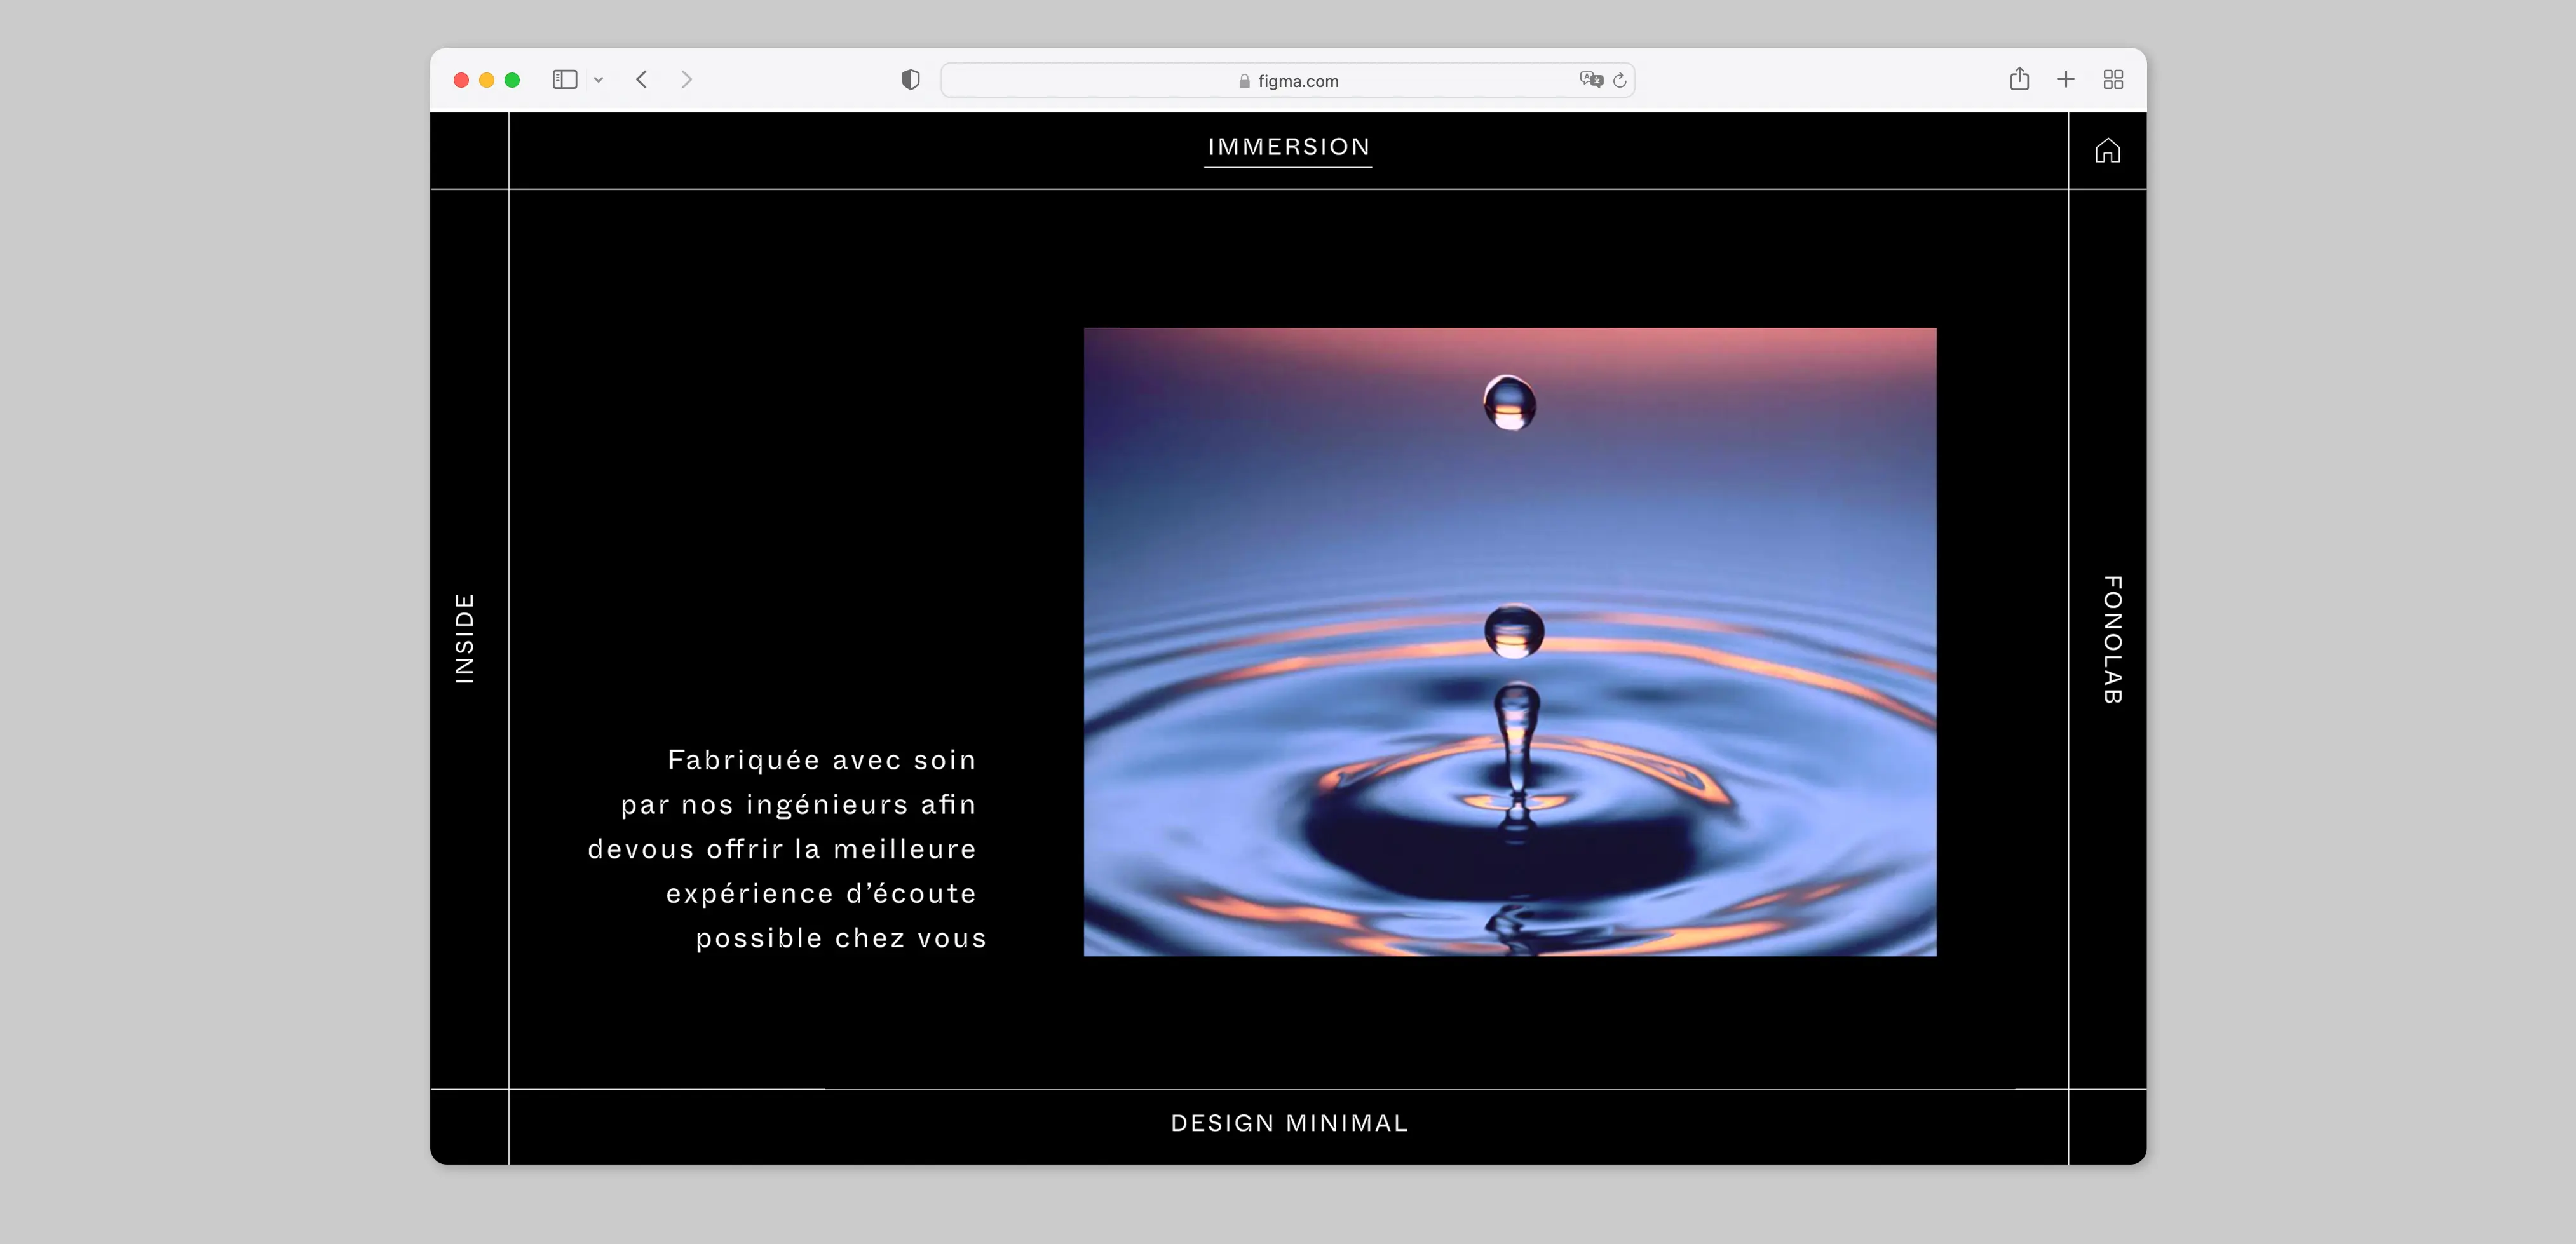 figma.com
IMMERSION
INSIDE
FONOLAB
Fabriquée avec soin
par nos ingénieurs afin
devous offrir la meilleure
expérience d’écoute
possible chez vous
DESIGN MINIMAL